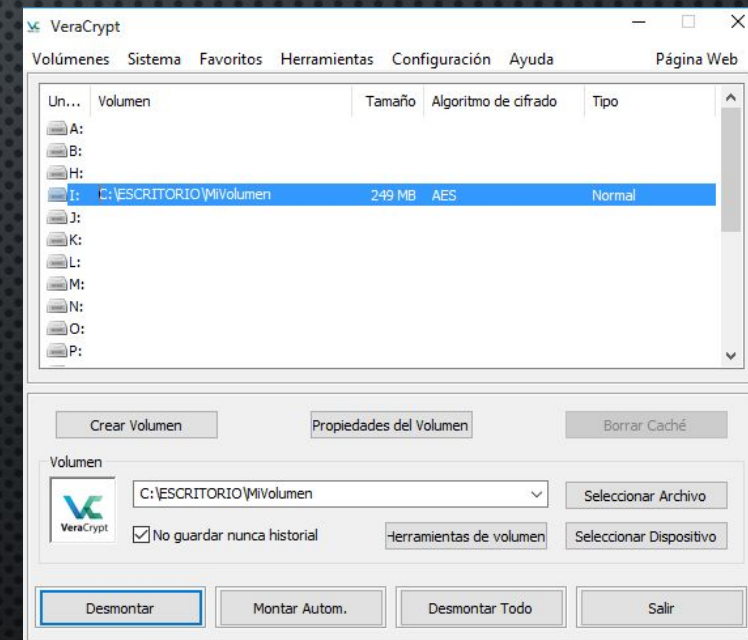 VeraCrypt
Volúmenes Sistema Favoritos Herramientas Configuración Ayuda Página Web
Un... Volumen Tamaño Algoritmo de cifrado Tipo
A:
B:
H:
I: C:\ESCRITORIO\MiVolumen 249 MB AES Normal
J:
K:
L:
M:
N:
O:
P:
Crear Volumen Propiedades del Volumen Borrar Caché
Volumen
C:\ESCRITORIO\MiVolumen Seleccionar Archivo
VeraCrypt No guardar nunca historial Herramientas de volumen Seleccionar Dispositivo
Desmontar Montar Autom. Desmontar Todo Salir